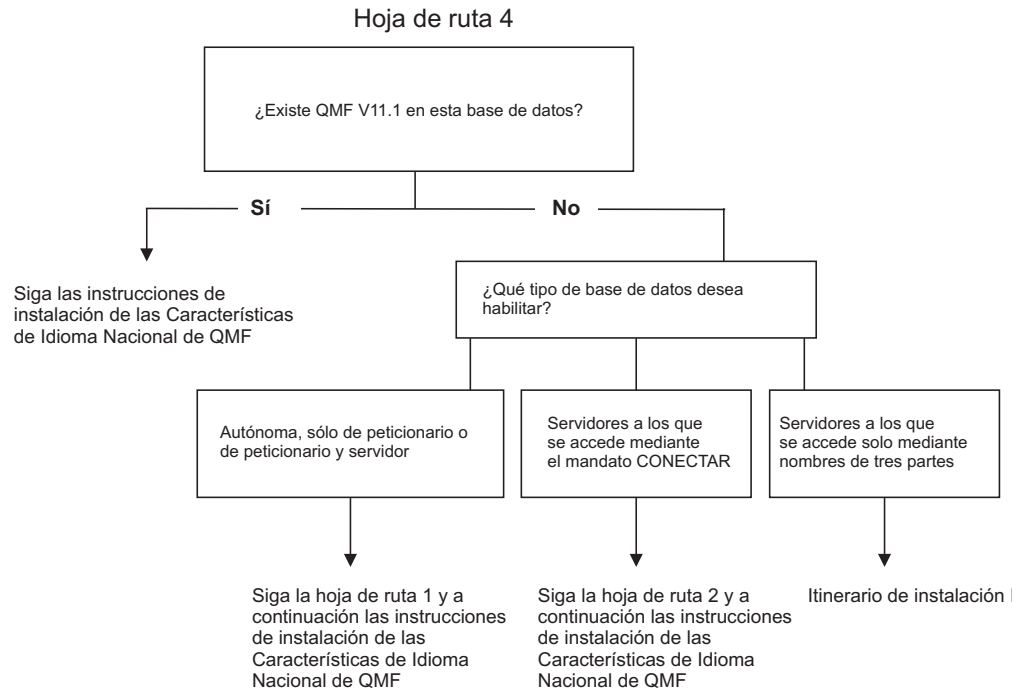 Hoja de ruta 4
¿Existe QMF V11.1 en esta base de datos?
Sí
No
Siga las instrucciones de
instalación de las Características
de Idioma Nacional de QMF
¿Qué tipo de base de datos desea
habilitar?
Autónoma, sólo de peticionario o
de peticionario y servidor
Servidores a los que
se accede mediante
el mandato CONECTAR
Servidores a los que
se accede solo mediante
nombres de tres partes
Siga la hoja de ruta 1 y a
continuación las instrucciones
de instalación de las
Características de Idioma
Nacional de QMF
Siga la hoja de ruta 2 y a
continuación las instrucciones
de instalación de las
Características de Idioma
Nacional de QMF
Itinerario de instalación